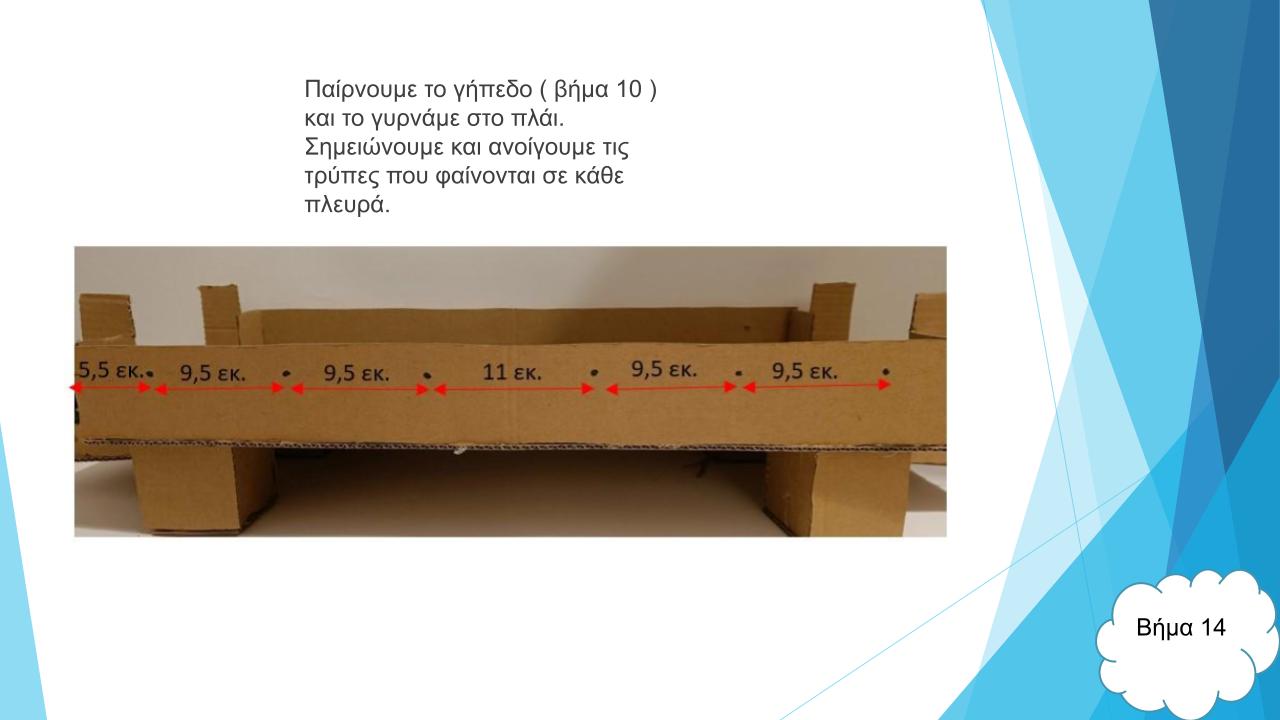 Παίρνουμε το γήπεδο ( βήμα 10 )
και το γυρνάμε στο πλάι.
Σημειώνουμε και ανοίγουμε τις
τρύπες που φαίνονται σε κάθε
πλευρά.
5,5 εκ. 9,5 εκ. 9,5 εκ. 11 εκ. 9,5 εκ. 9,5 εκ.
Βήμα 14